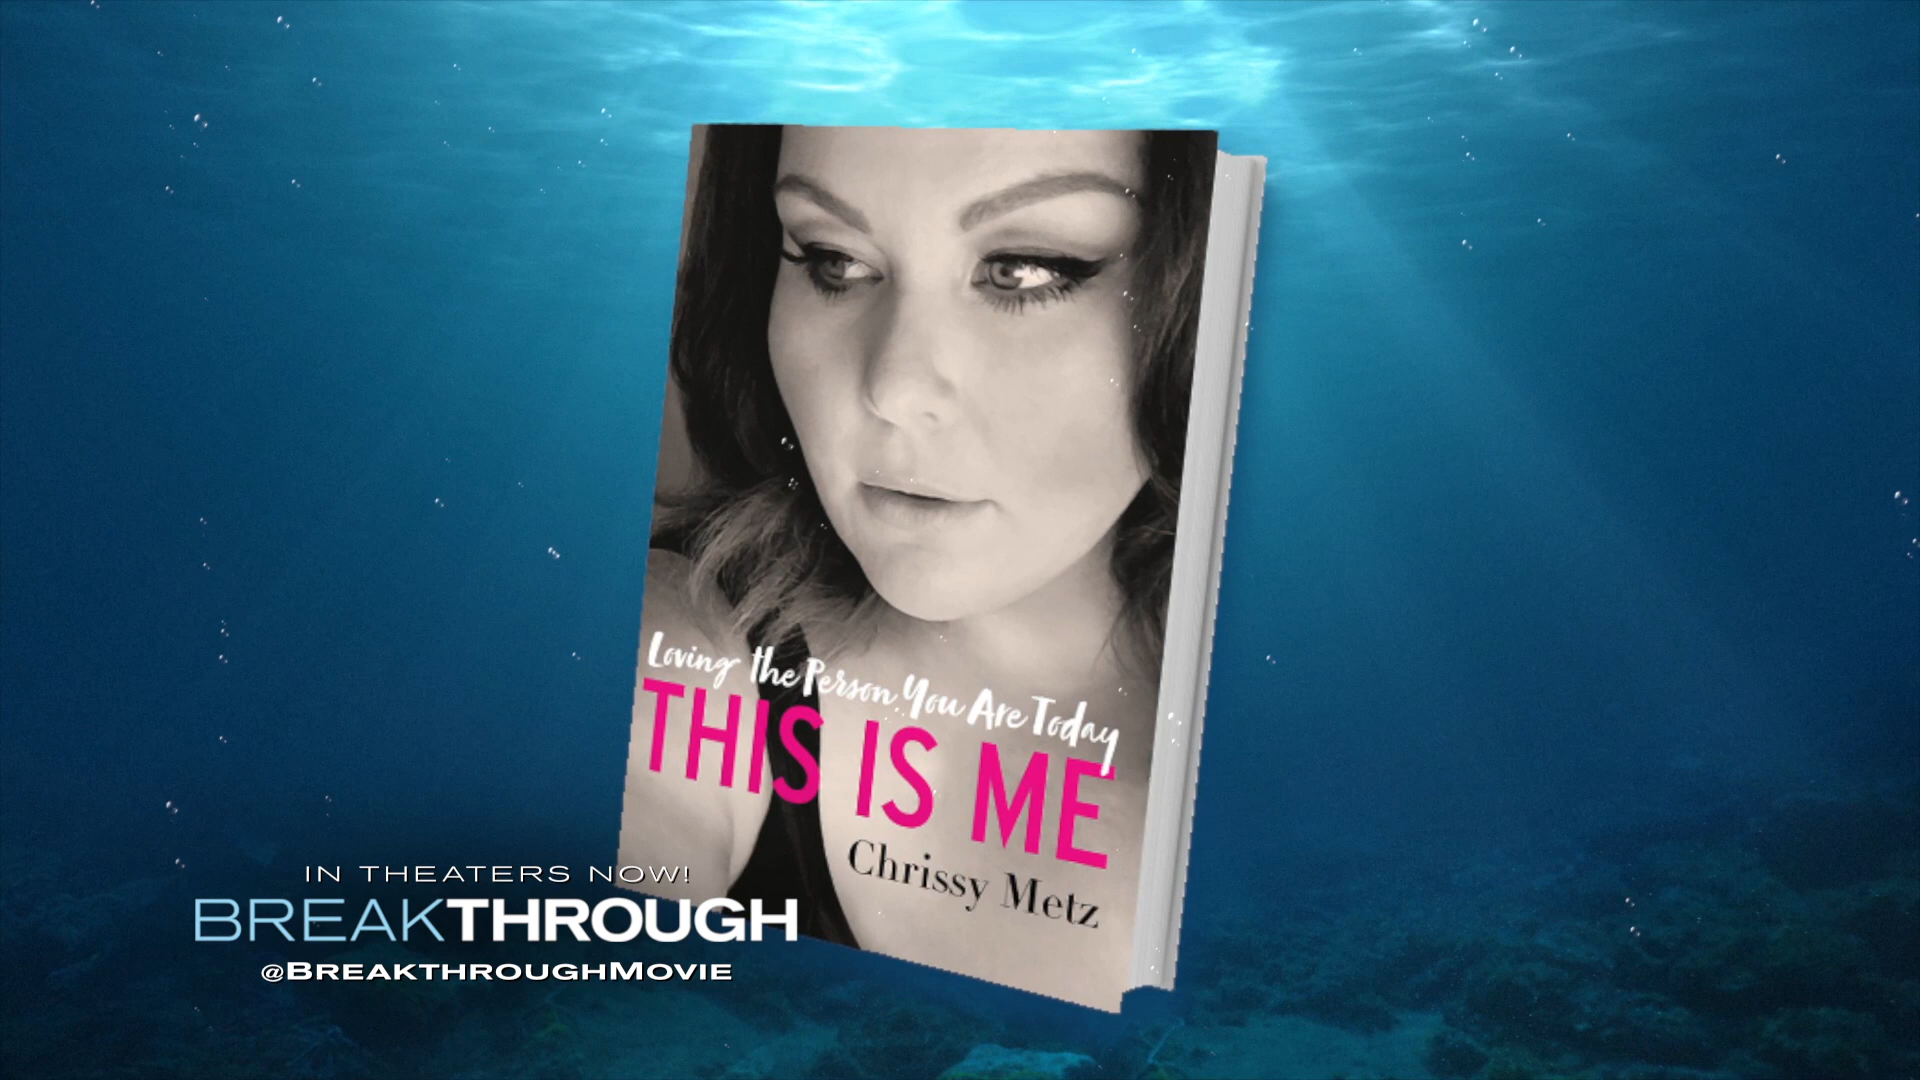 Loving the Person You Are Today
THIS IS ME
Chrissy Metz
IN THEATERS NOW!
BREAKTHROUGH
@BREAKTHROUGHMOVIE